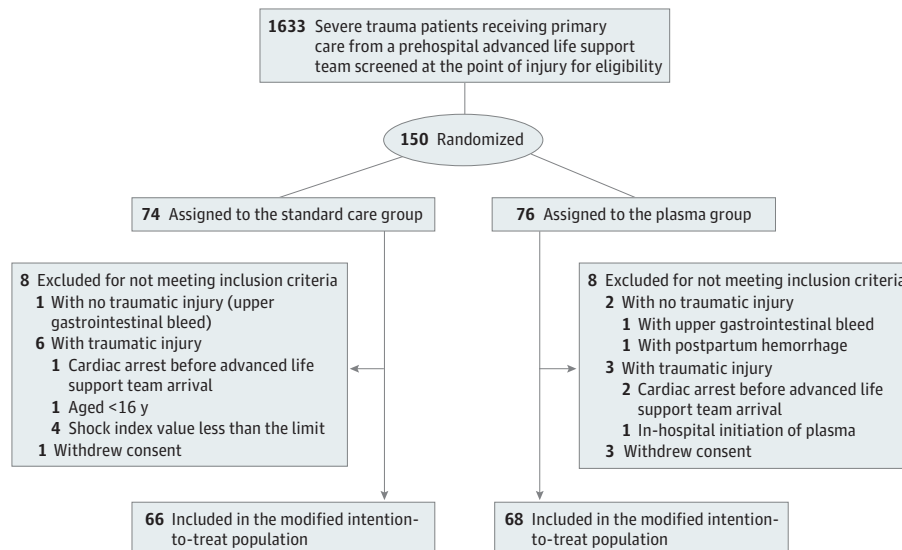 1633 Severe trauma patients receiving primary
care from a prehospital advanced life support
team screened at the point of injury for eligibility
150 Randomized
74 Assigned to the standard care group
76 Assigned to the plasma group
8 Excluded for not meeting inclusion criteria
1 With no traumatic injury (upper
gastrointestinal bleed)
6 With traumatic injury
1 Cardiac arrest before advanced life
support team arrival
1 Aged <16 y
4 Shock index value less than the limit
1 Withdrew consent
8 Excluded for not meeting inclusion criteria
2 With no traumatic injury
1 With upper gastrointestinal bleed
1 With postpartum hemorrhage
3 With traumatic injury
2 Cardiac arrest before advanced life
support team arrival
1 In-hospital initiation of plasma
3 Withdrew consent
66 Included in the modified intention-
to-treat population
68 Included in the modified intention-
to-treat population